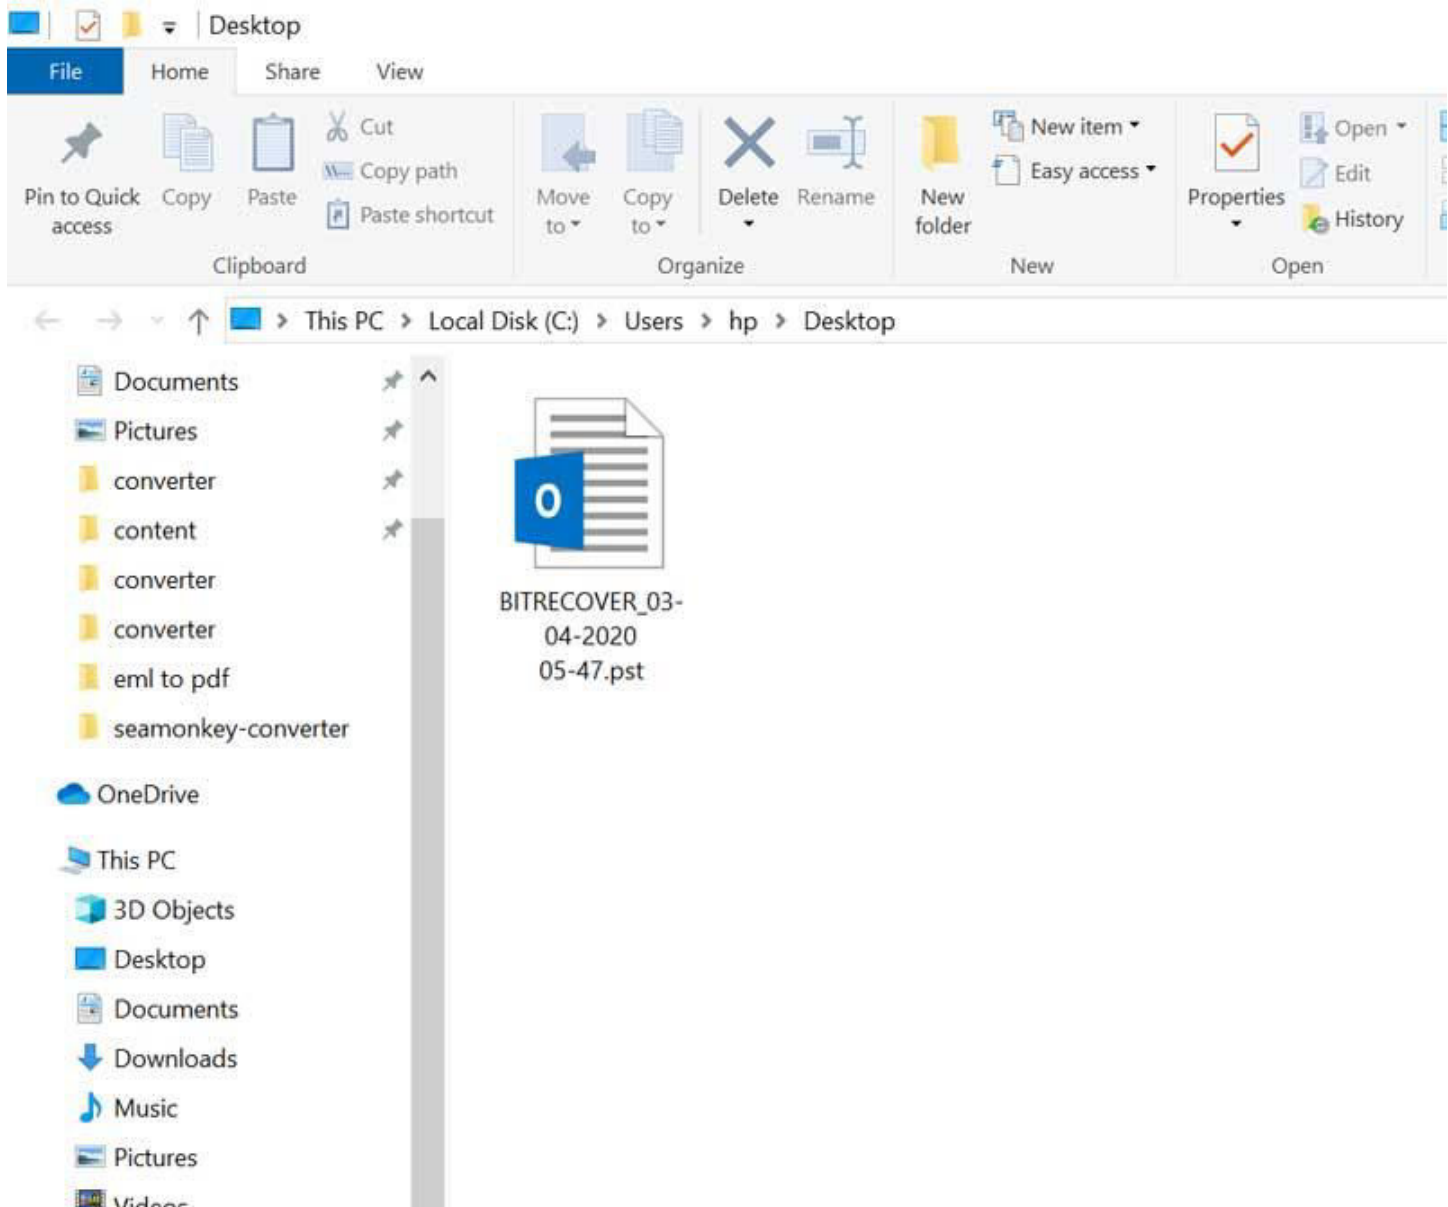 Desktop
File Home Share View
Pin to Quick access
Copy
Paste
Cut
Copy path
Paste shortcut
Clipboard
Move to
Copy to
Delete
Rename
Organize
New folder
New item
Easy access
New
Properties
Open
Edit
History
Open
This PC > Local Disk (C:) > Users > hp > Desktop
Documents
Pictures
converter
content
converter
converter
eml to pdf
seamonkey-converter
OneDrive
This PC
3D Objects
Desktop
Documents
Downloads
Music
Pictures
Videos
O
BITRECOVER_03-
04-2020
05-47.pst